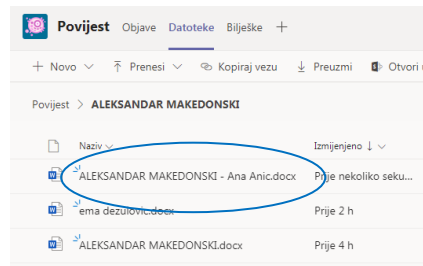 Povijest Objave Datoteke Bilješke +
+ Novo Prenesi Kopiraj vezu Preuzmi Otvori
Povijest > ALEKSANDAR MAKEDONSKI
Naziv Izmijenjeno ↓
ALEKSANDAR MAKEDONSKI - Ana Anic.docx Prije nekoliko seku...
ema dezulovic.docx Prije 2 h
ALEKSANDAR MAKEDONSKI.docx Prije 4 h